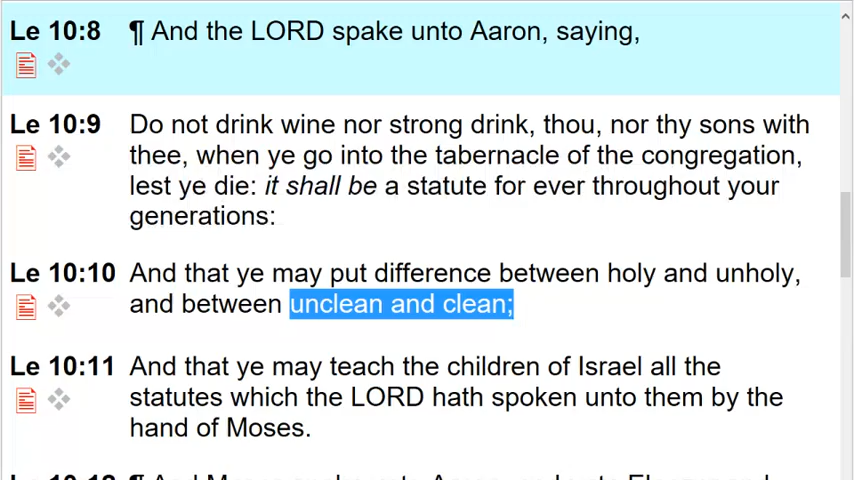 Le 10:8 ¶ And the LORD spake unto Aaron, saying,
Le 10:9 Do not drink wine nor strong drink, thou, nor thy sons with
thee, when ye go into the tabernacle of the congregation,
lest ye die: it shall be a statute for ever throughout your
generations:
Le 10:10 And that ye may put difference between holy and unholy,
and between unclean and clean;
Le 10:11 And that ye may teach the children of Israel all the
statutes which the LORD hath spoken unto them by the
hand of Moses.